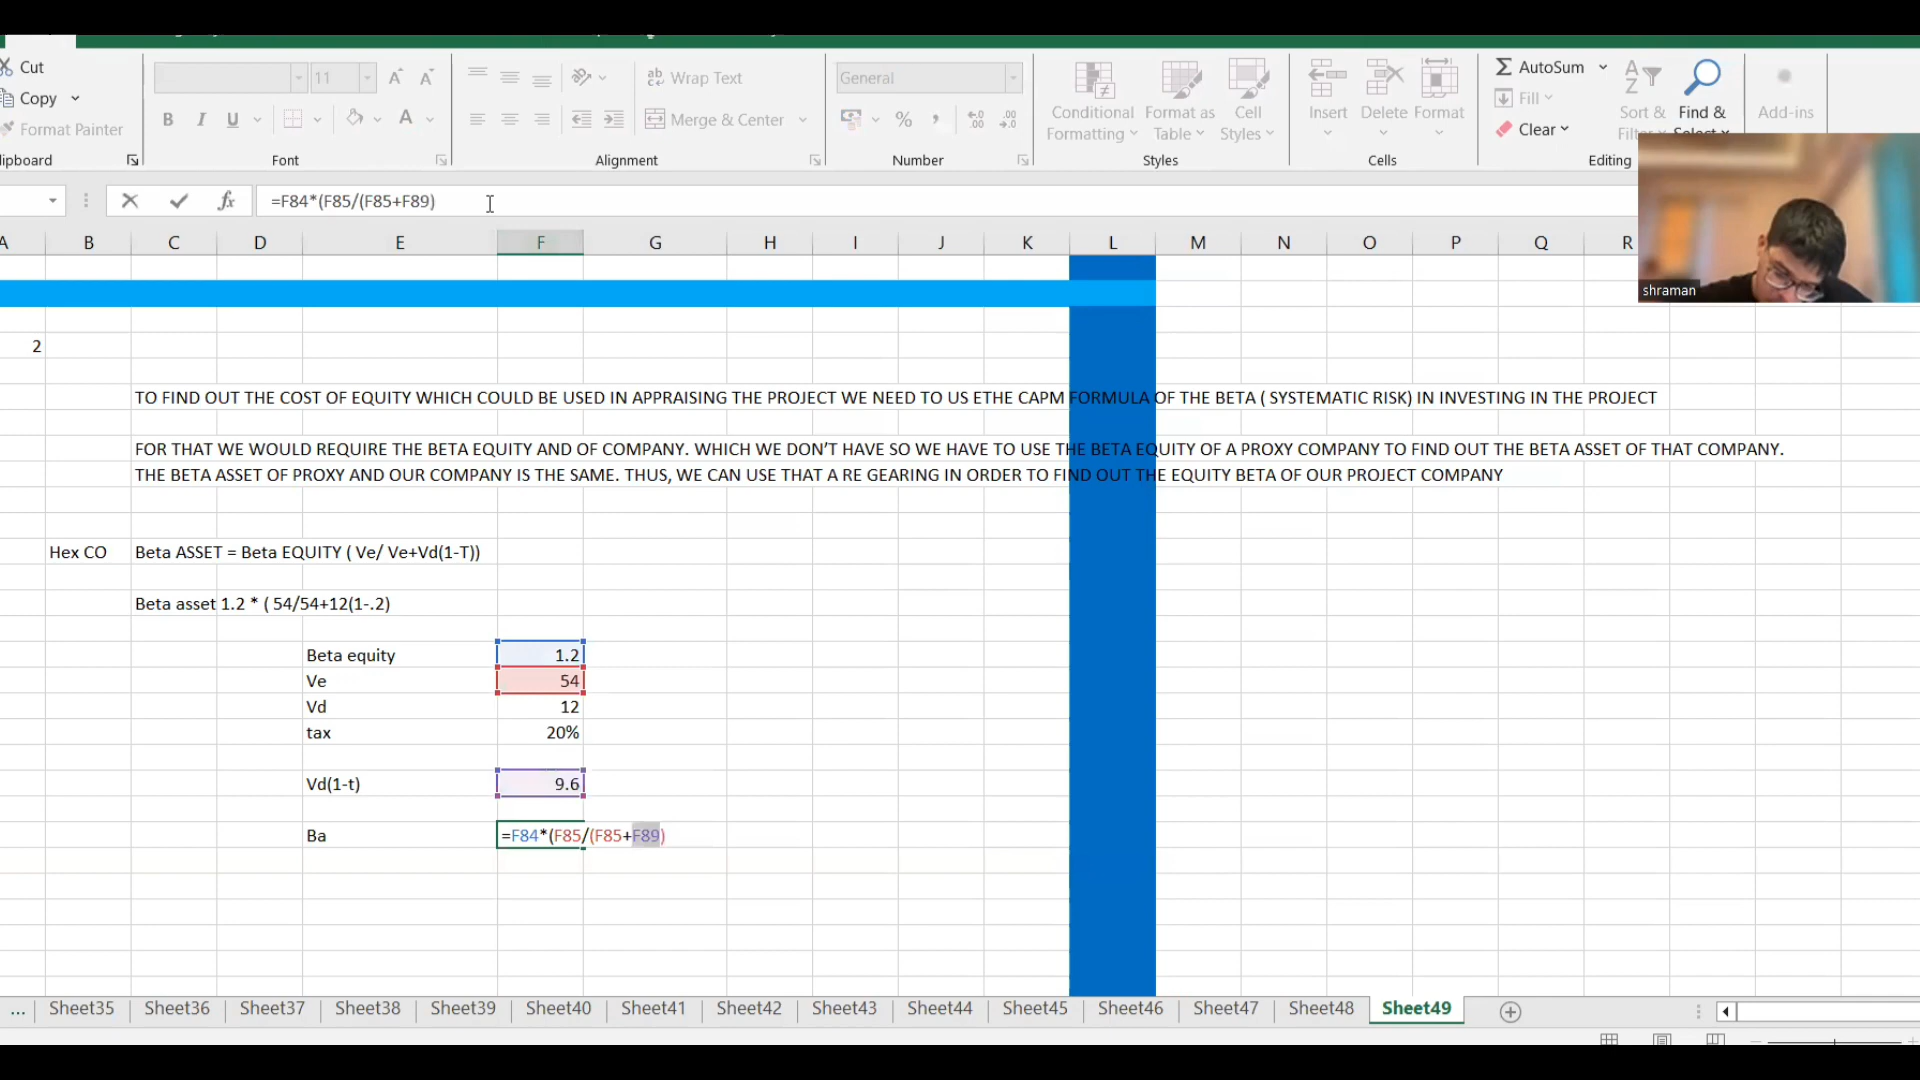 Cut
Copy
Format Painter
lipboard
11
B I U
A
Font
Wrap Text
Merge & Center
Alignment
General
%
Number
Conditional Formatting
Format as Table
Cell Styles
Styles
Insert
Delete
Format
Cells
AutoSum
Fill
Clear
Sort &
Find &
Editing
Add-ins
shraman
fx =F84*(F85/(F85+F89)
A B C D E F G H I J K L M N O P Q R
2
TO FIND OUT THE COST OF EQUITY WHICH COULD BE USED IN APPRAISING THE PROJECT WE NEED TO US ETHE CAPM FORMULA OF THE BETA ( SYSTEMATIC RISK) IN INVESTING IN THE PROJECT
FOR THAT WE WOULD REQUIRE THE BETA EQUITY AND OF COMPANY. WHICH WE DON’T HAVE SO WE HAVE TO USE THE BETA EQUITY OF A PROXY COMPANY TO FIND OUT THE BETA ASSET OF THAT COMPANY.
THE BETA ASSET OF PROXY AND OUR COMPANY IS THE SAME. THUS, WE CAN USE THAT A RE GEARING IN ORDER TO FIND OUT THE EQUITY BETA OF OUR PROJECT COMPANY
Hex CO Beta ASSET = Beta EQUITY ( Ve/ Ve+Vd(1-T))
Beta asset 1.2 * ( 54/54+12(1-.2)
Beta equity 1.2
Ve 54
Vd 12
tax 20%
Vd(1-t) 9.6
Ba =F84*(F85/(F85+F89)
... Sheet35 Sheet36 Sheet37 Sheet38 Sheet39 Sheet40 Sheet41 Sheet42 Sheet43 Sheet44 Sheet45 Sheet46 Sheet47 Sheet48 Sheet49